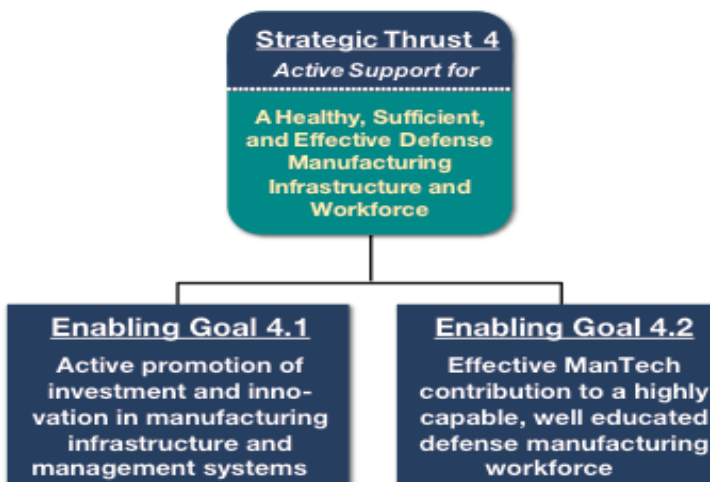 Strategic Thrust 4
Active Support for
A Healthy, Sufficient,
and Effective Defense
Manufacturing
Infrastructure and
Workforce
Enabling Goal 4.1
Active promotion of
investment and inno-
vation in manufacturing
infrastructure and
management systems
Enabling Goal 4.2
Effective ManTech
contribution to a highly
capable, well educated
defense manufacturing
workforce